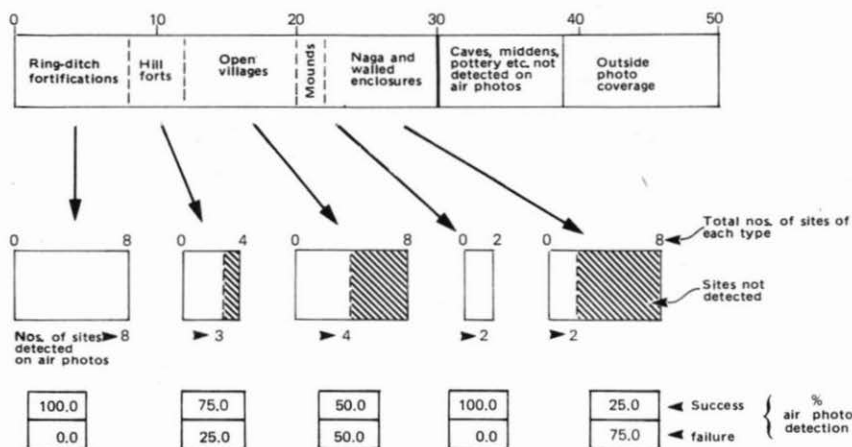 0 10 20 30 40 50
Ring-ditch
fortifications
Hill
forts
Open
villages
Mounds
Naga and
walled
enclosures
Caves, middens,
pottery etc. not
detected on
air photos
Outside
photo
coverage
0 8
0 4
0 8
0 2
0 8
Total nos. of sites of
each type
Sites not
detected
Nos. of sites
detected
on air photos
8
3
4
2
2
100.0 75.0 50.0 100.0 25.0
0.0 25.0 50.0 0.0 75.0
Success
failure
%
air photo
detection